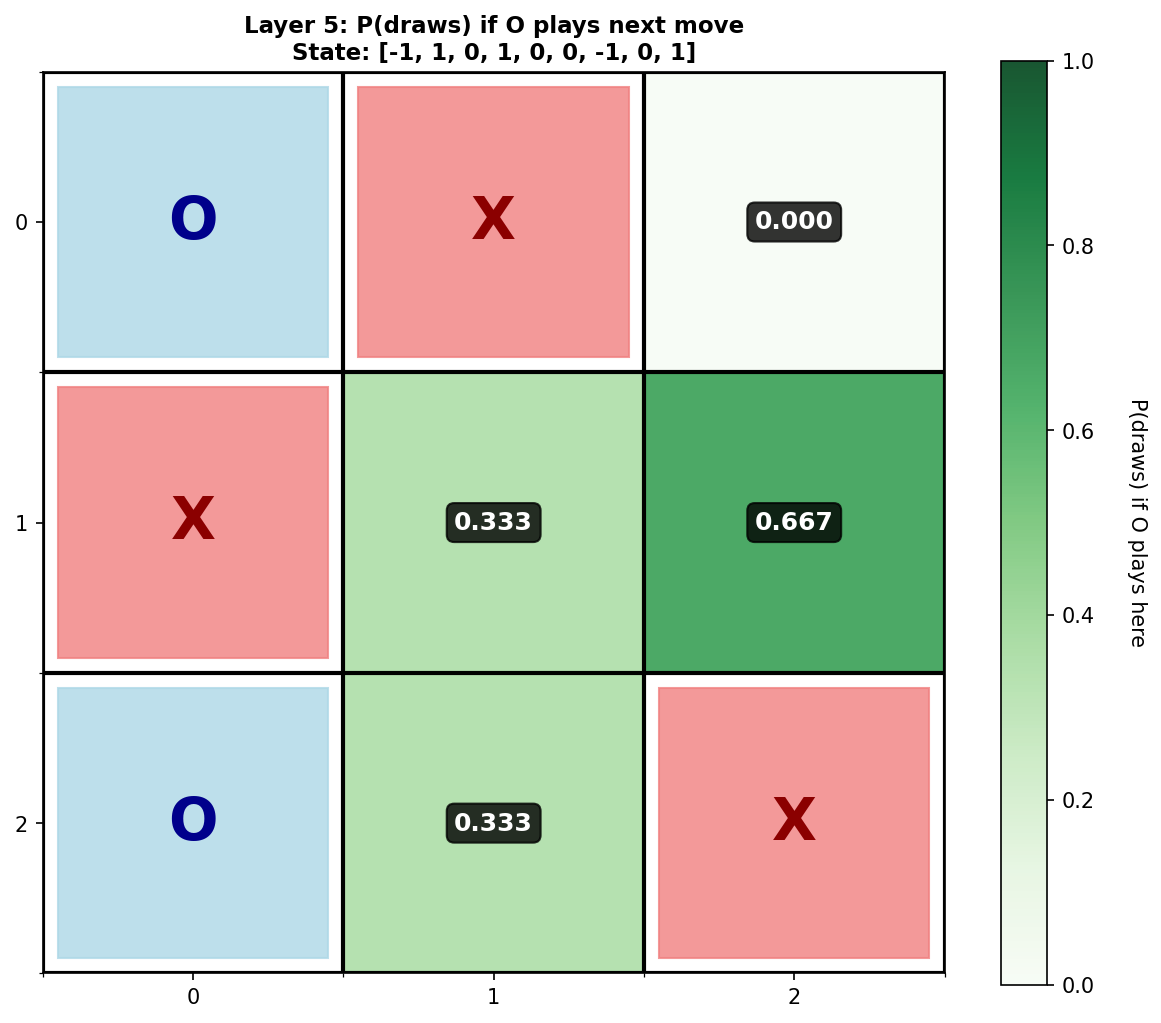 Layer 5: P(draws) if O plays next move
State: [-1, 1, 0, 1, 0, 0, -1, 0, 1]
0
O
X
0.000
1
X
0.333
0.667
2
O
0.333
X
0
1
2
1.0
0.8
0.6
0.4
0.2
0.0
P(draws) if O plays here